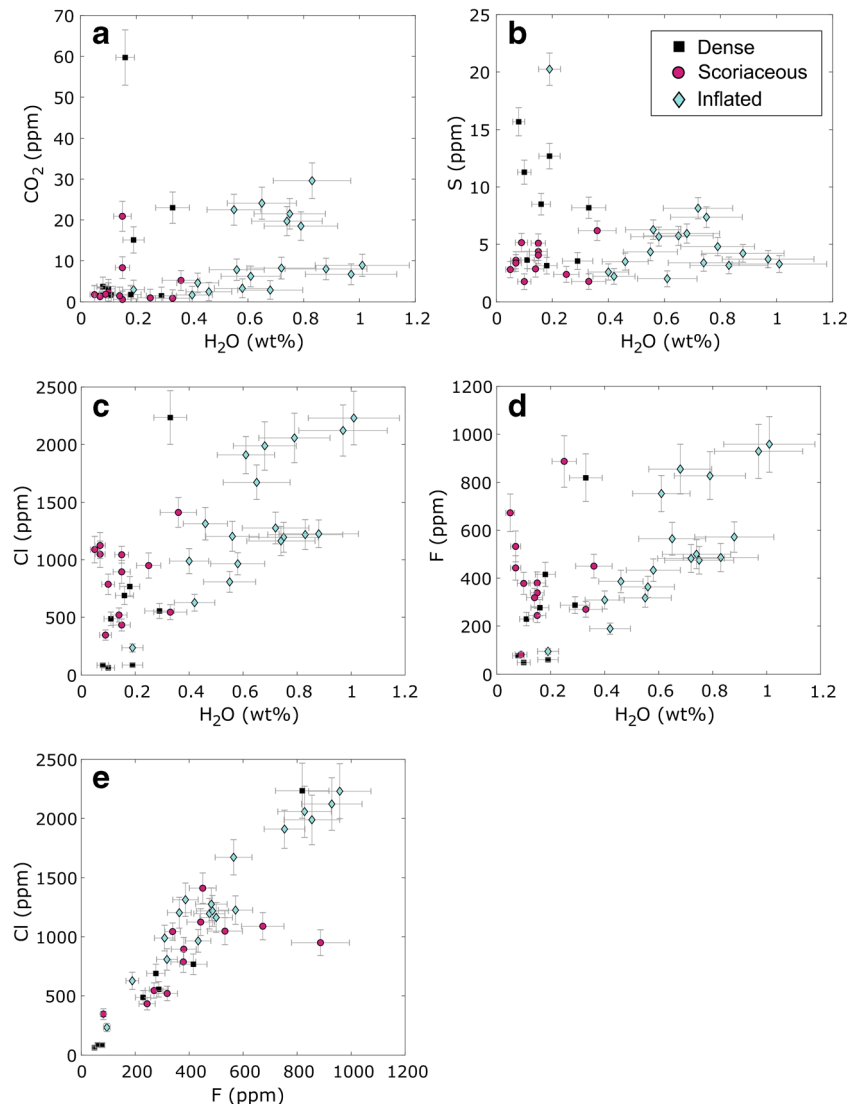 a
70
60
50
40
30
20
10
0
CO2 (ppm)
0 0.2 0.4 0.6 0.8 1 1.2
H2O (wt%)
b
Dense
Scoriaceous
Inflated
25
20
15
10
5
0
S (ppm)
0 0.2 0.4 0.6 0.8 1 1.2
H2O (wt%)
c
2500
2000
1500
1000
500
0
Cl (ppm)
0 0.2 0.4 0.6 0.8 1 1.2
H2O (wt%)
d
1200
1000
800
600
400
200
0
F (ppm)
0 0.2 0.4 0.6 0.8 1 1.2
H2O (wt%)
e
2500
2000
1500
1000
500
0
Cl (ppm)
0 200 400 600 800 1000 1200
F (ppm)